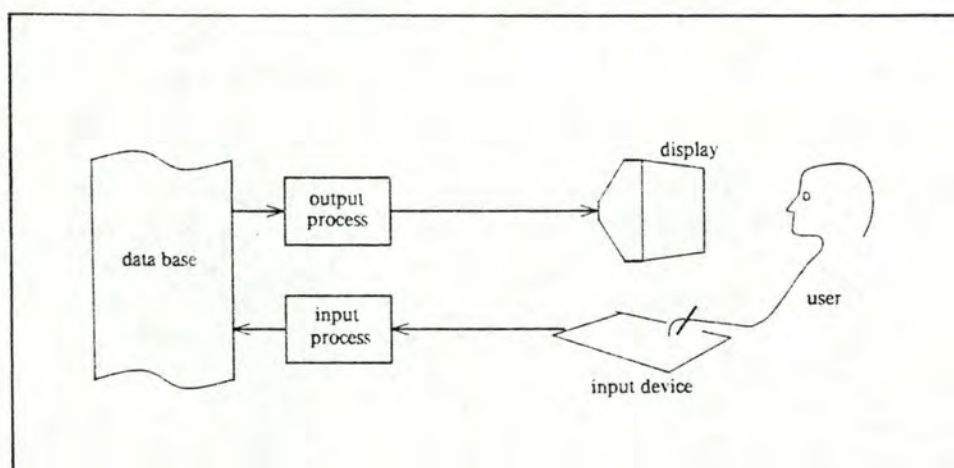 display
output
process
data base
user
input
process
input device